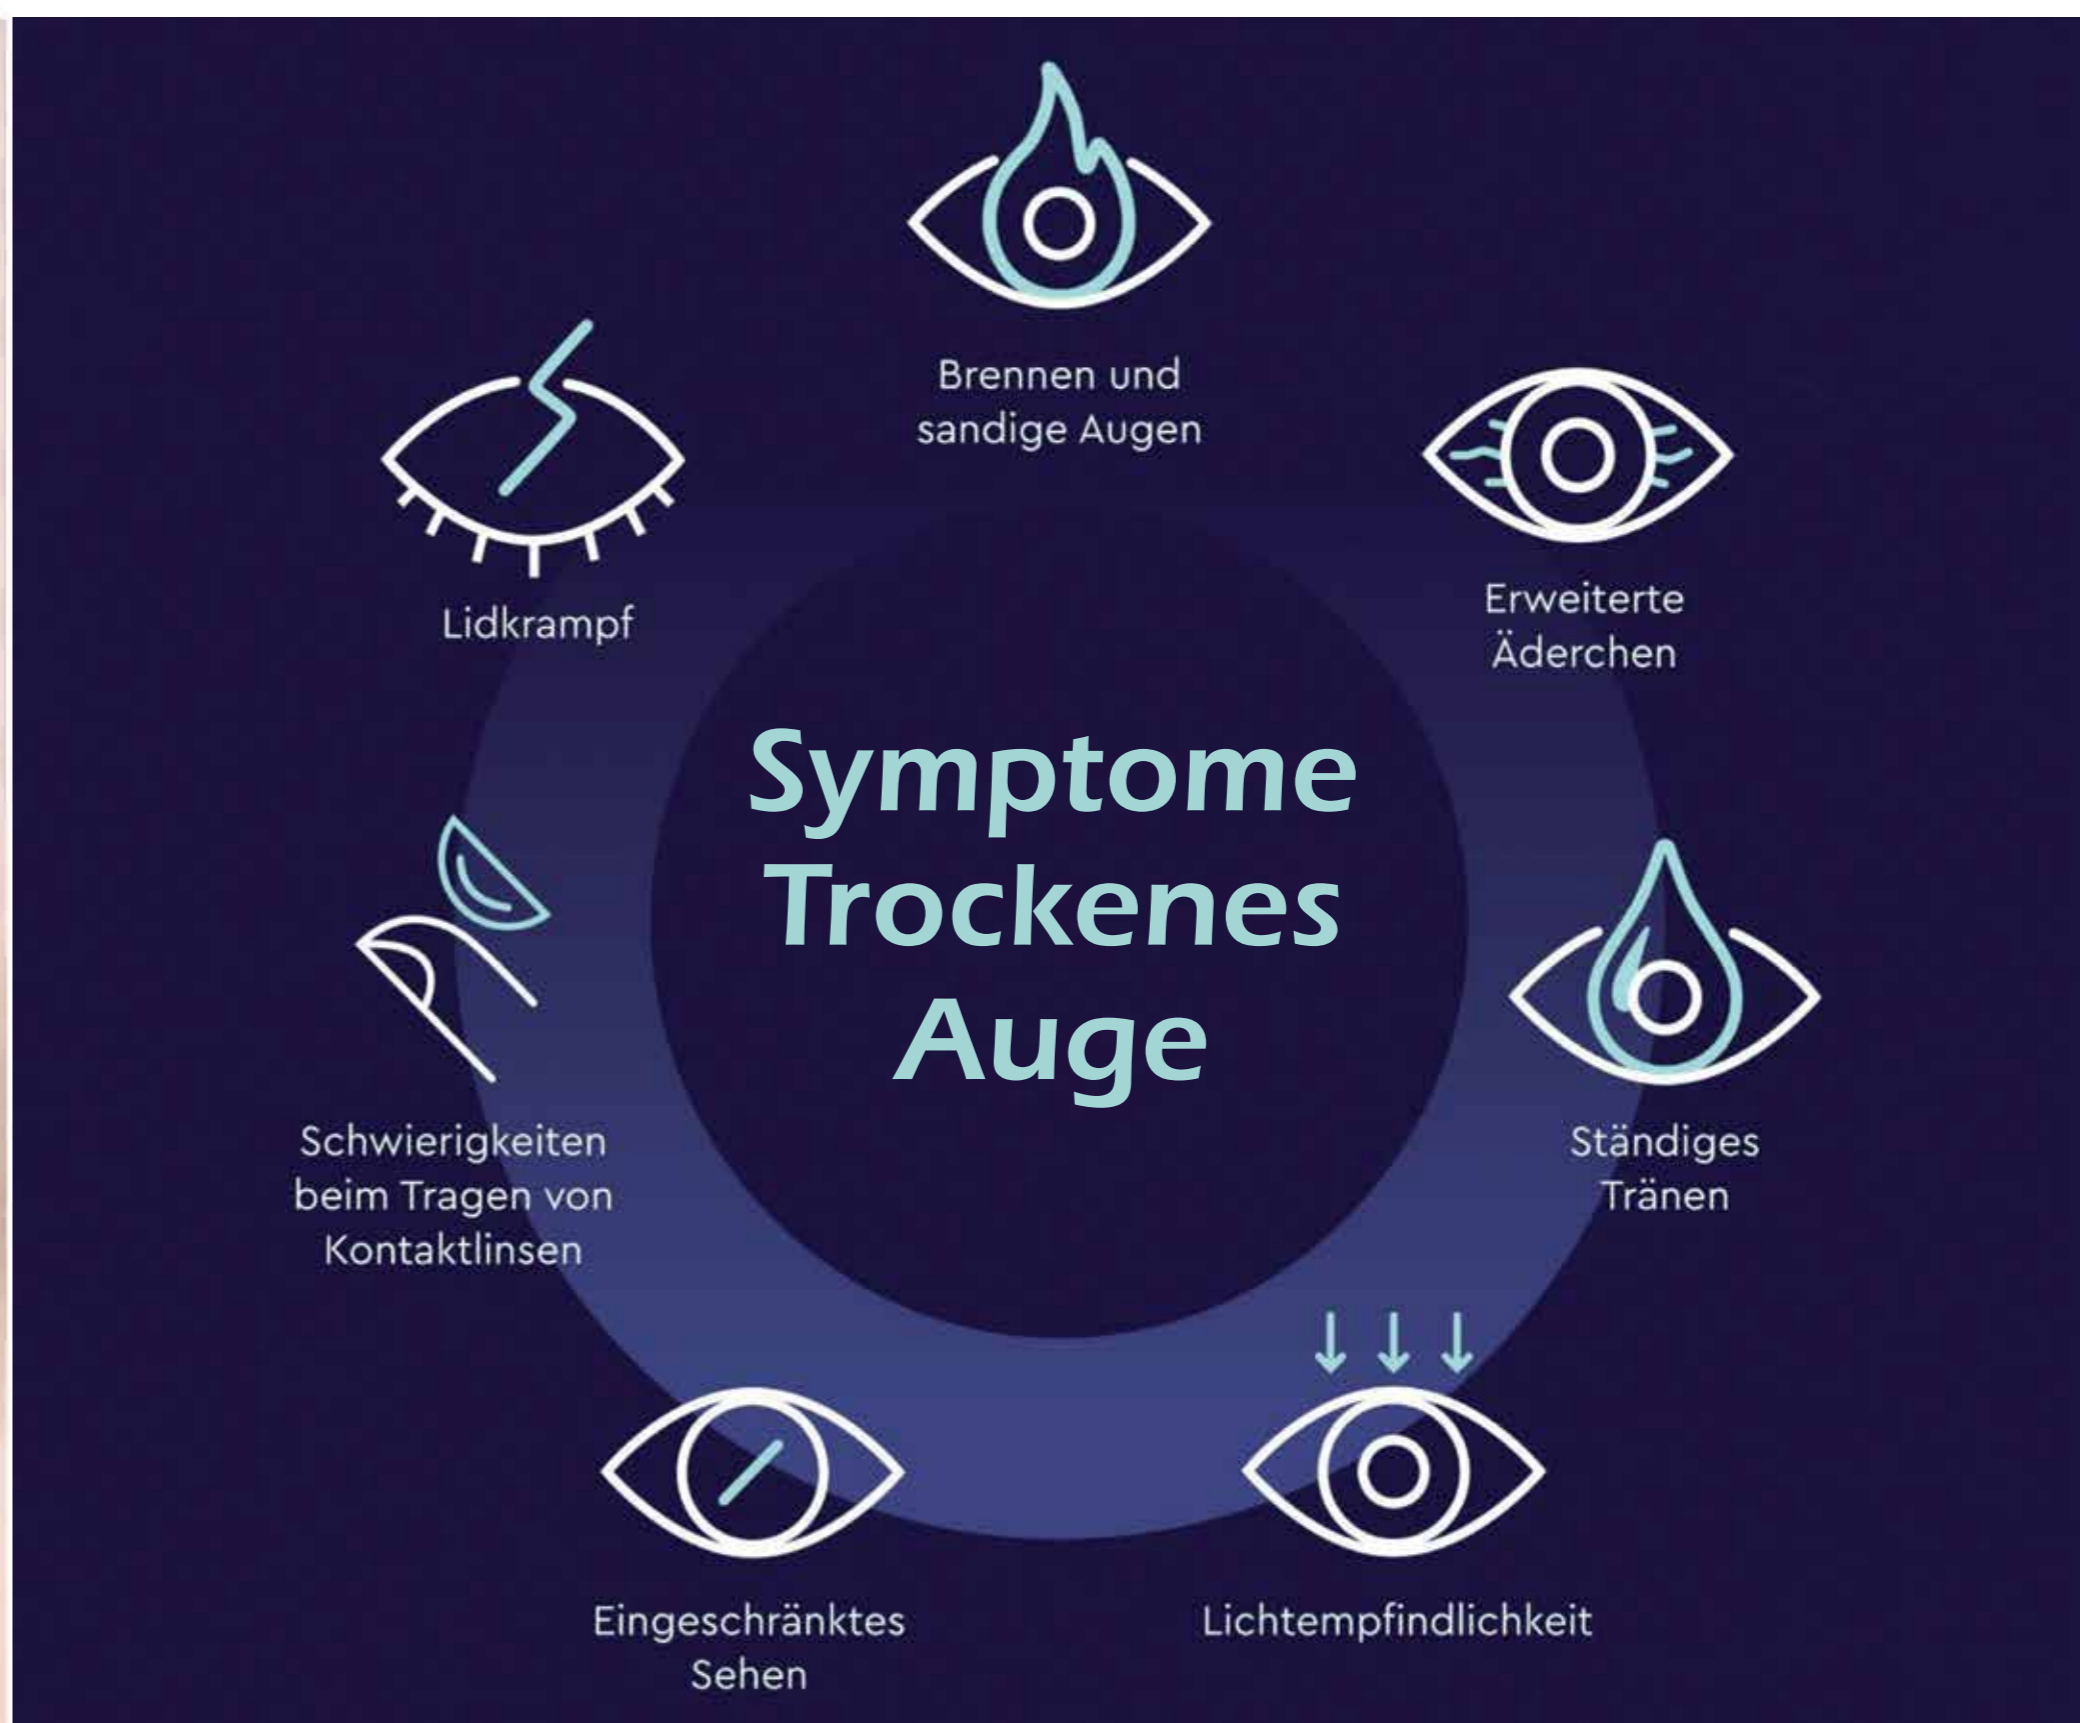 Brennen und
sandige Augen
Erweiterte
Äderchen
Lidkrampf
Symptome
Trockenes
Auge
Schwierigkeiten
beim Tragen von
Kontaktlinsen
Ständiges
Tränen
Eingeschränktes
Sehen
Lichtempfindlichkeit